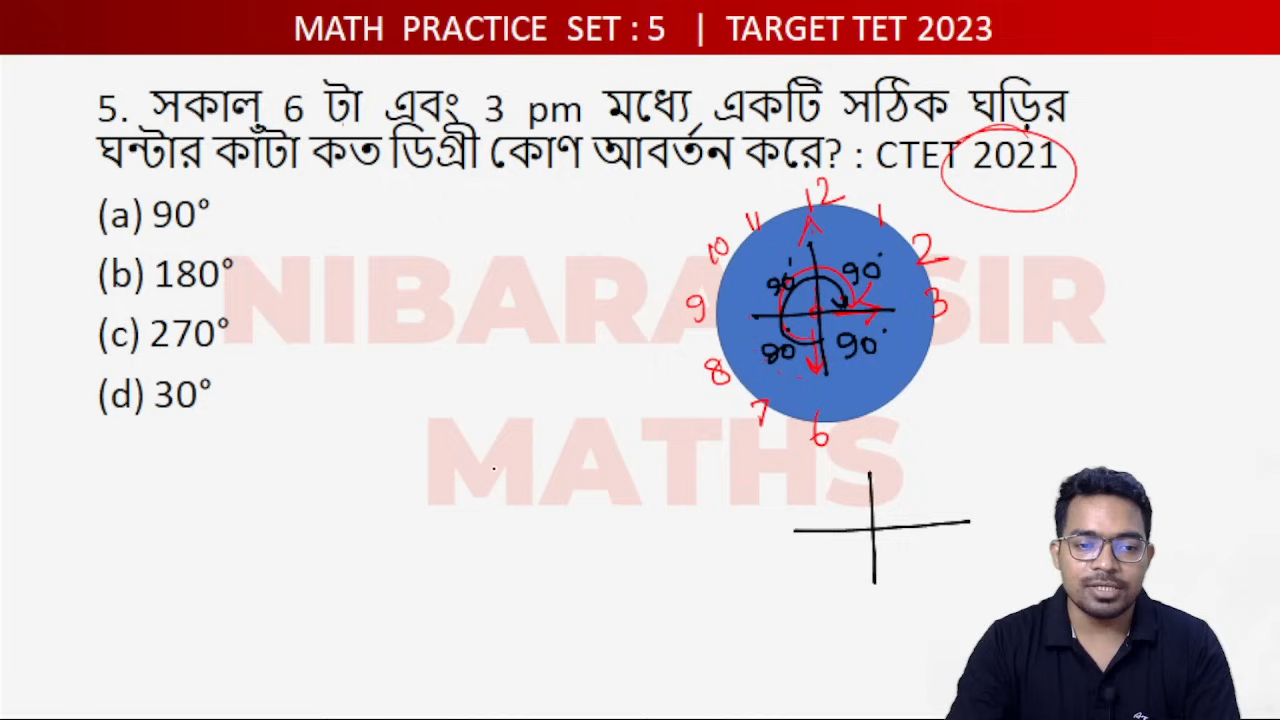 MATH PRACTICE SET : 5 | TARGET TET 2023
5. সকাল 6 টা এবং 3 pm মধ্যে একটি সঠিক ঘড়ির
ঘন্টার কাঁটা কত ডিগ্রী কোণ আবর্তন করে? : CTET 2021
(a) 90°
(b) 180°
(c) 270°
(d) 30°
12
11
1
10
2
90°
90°
9
3
90°
90°
8
7
6
NIBARAN SIR
MATHS